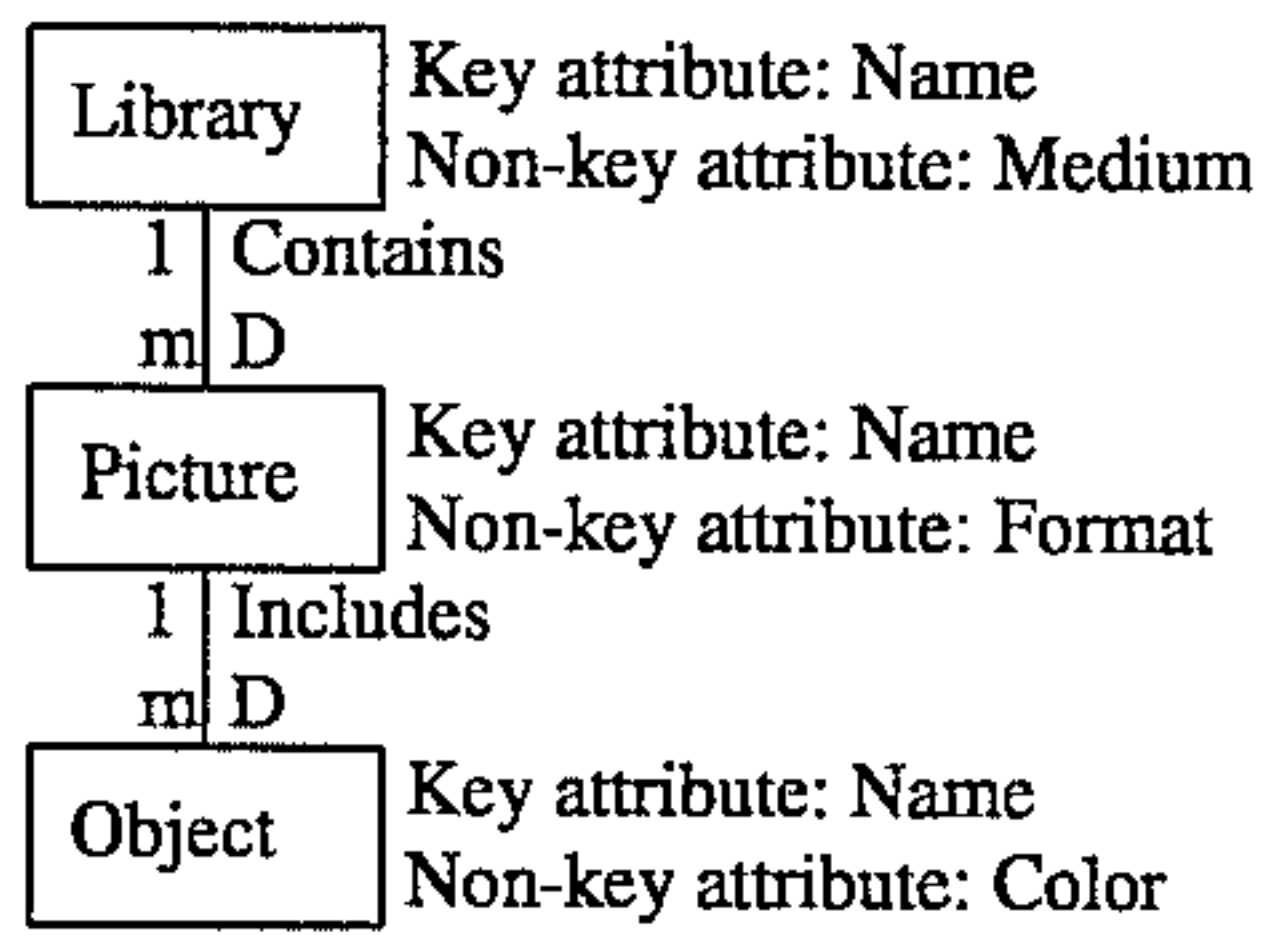 Library
Key attribute: Name
Non-key attribute: Medium
1 Contains
m D
Picture
Key attribute: Name
Non-key attribute: Format
1 Includes
m D
Object
Key attribute: Name
Non-key attribute: Color